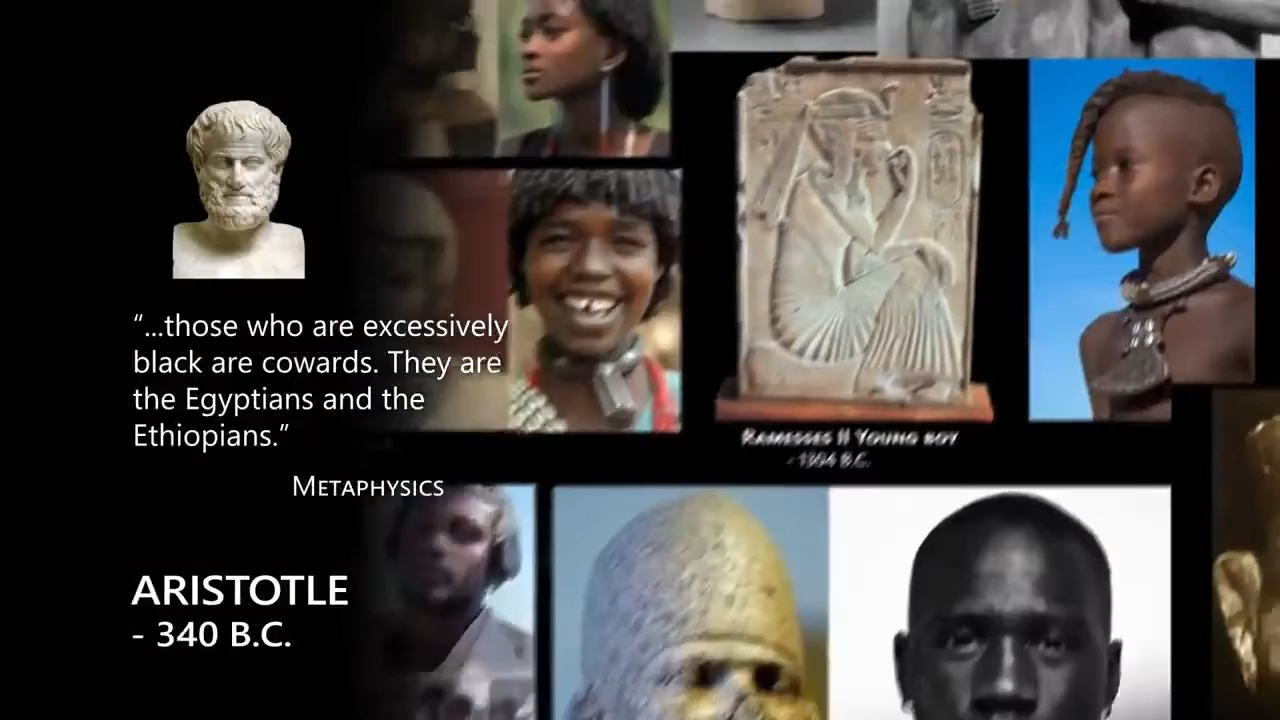 “...those who are excessively
black are cowards. They are
the Egyptians and the
Ethiopians.”
METAPHYSICS
ARISTOTLE
- 340 B.C.
RAMESSES II YOUNG BOY
- 1304 B.C.